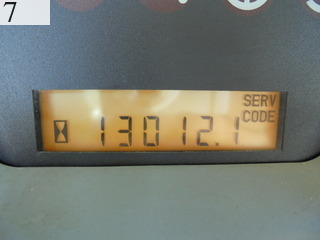 7
SERV
CODE
13012.1